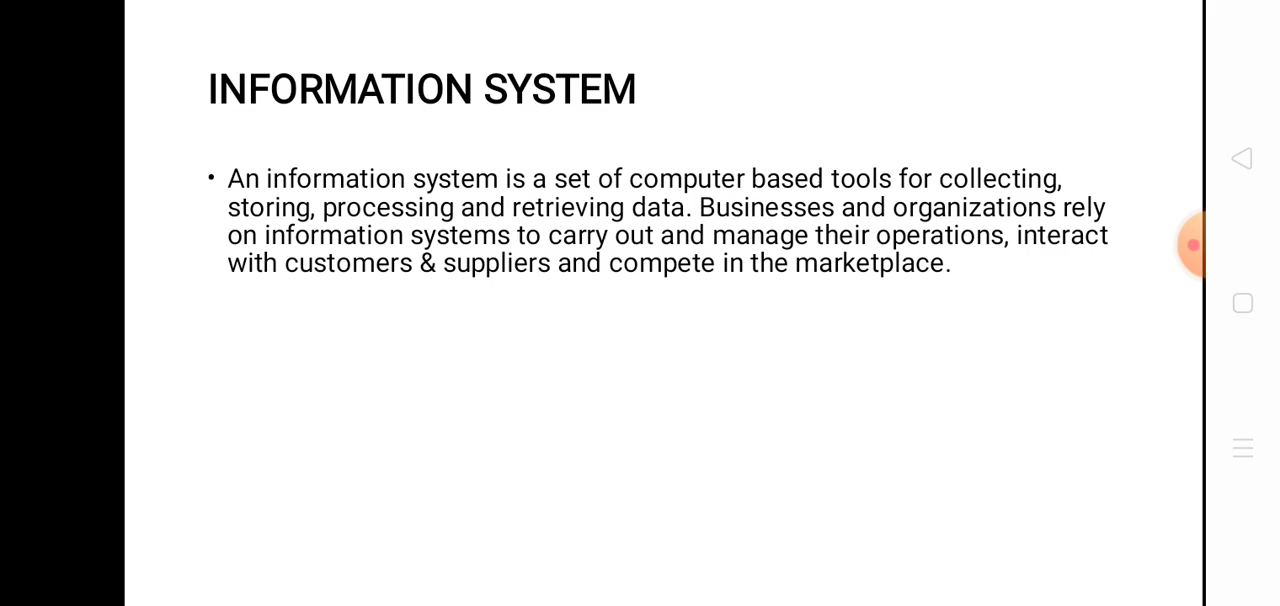 INFORMATION SYSTEM
• An information system is a set of computer based tools for collecting,
storing, processing and retrieving data. Businesses and organizations rely
on information systems to carry out and manage their operations, interact
with customers & suppliers and compete in the marketplace.